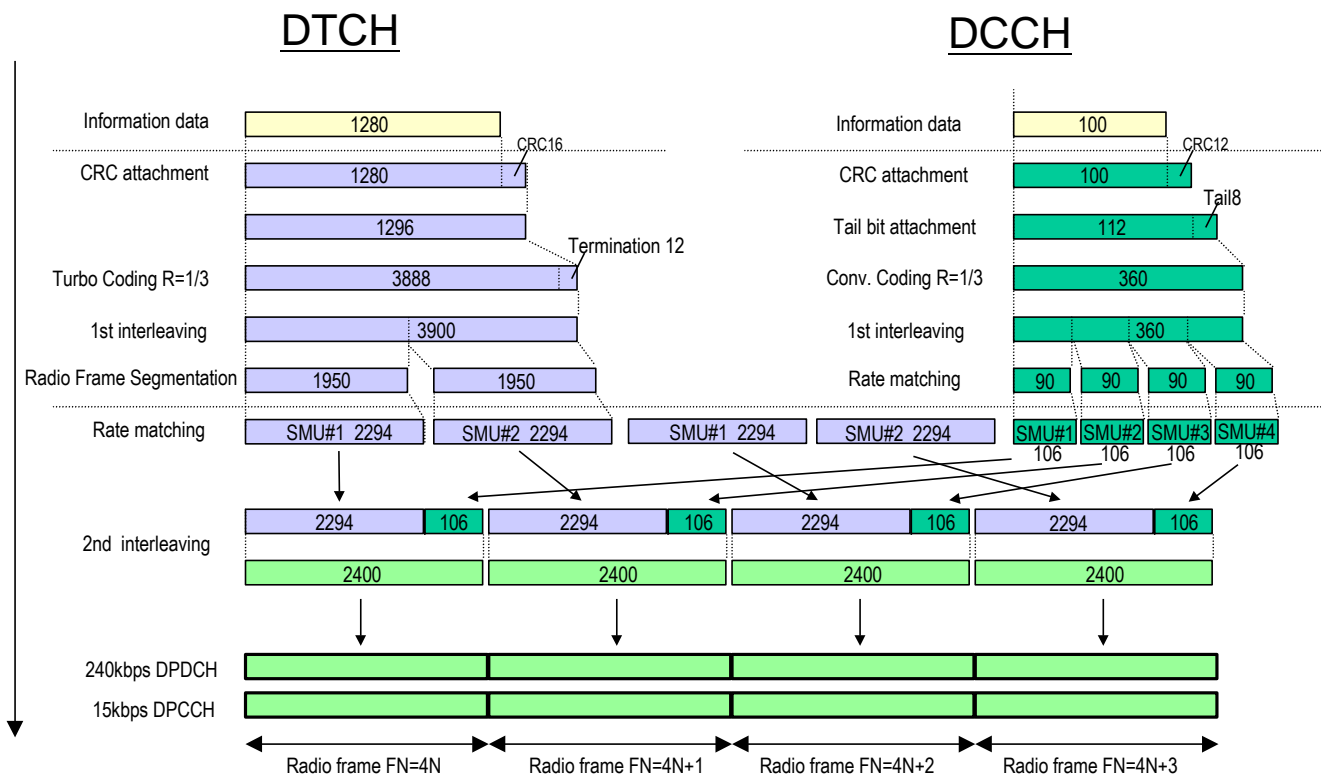 DTCH DCCH
Information data 1280 Information data 100
CRC16 CRC12
CRC attachment 1280 CRC attachment 100
Tail8
1296 Tail bit attachment 112
Termination 12
Turbo Coding R=1/3 3888 Conv. Coding R=1/3 360
1st interleaving 3900 1st interleaving 360
Radio Frame Segmentation 1950 1950 Rate matching 90 90 90 90
Rate matching SMU#1 2294 SMU#2 2294 SMU#1 2294 SMU#2 2294 SMU#1 SMU#2 SMU#3 SMU#4
106 106 106 106
2294 106 2294 106 2294 106 2294 106
2nd interleaving
2400 2400 2400 2400
240kbps DPDCH
15kbps DPCCH
Radio frame FN=4N Radio frame FN=4N+1 Radio frame FN=4N+2 Radio frame FN=4N+3